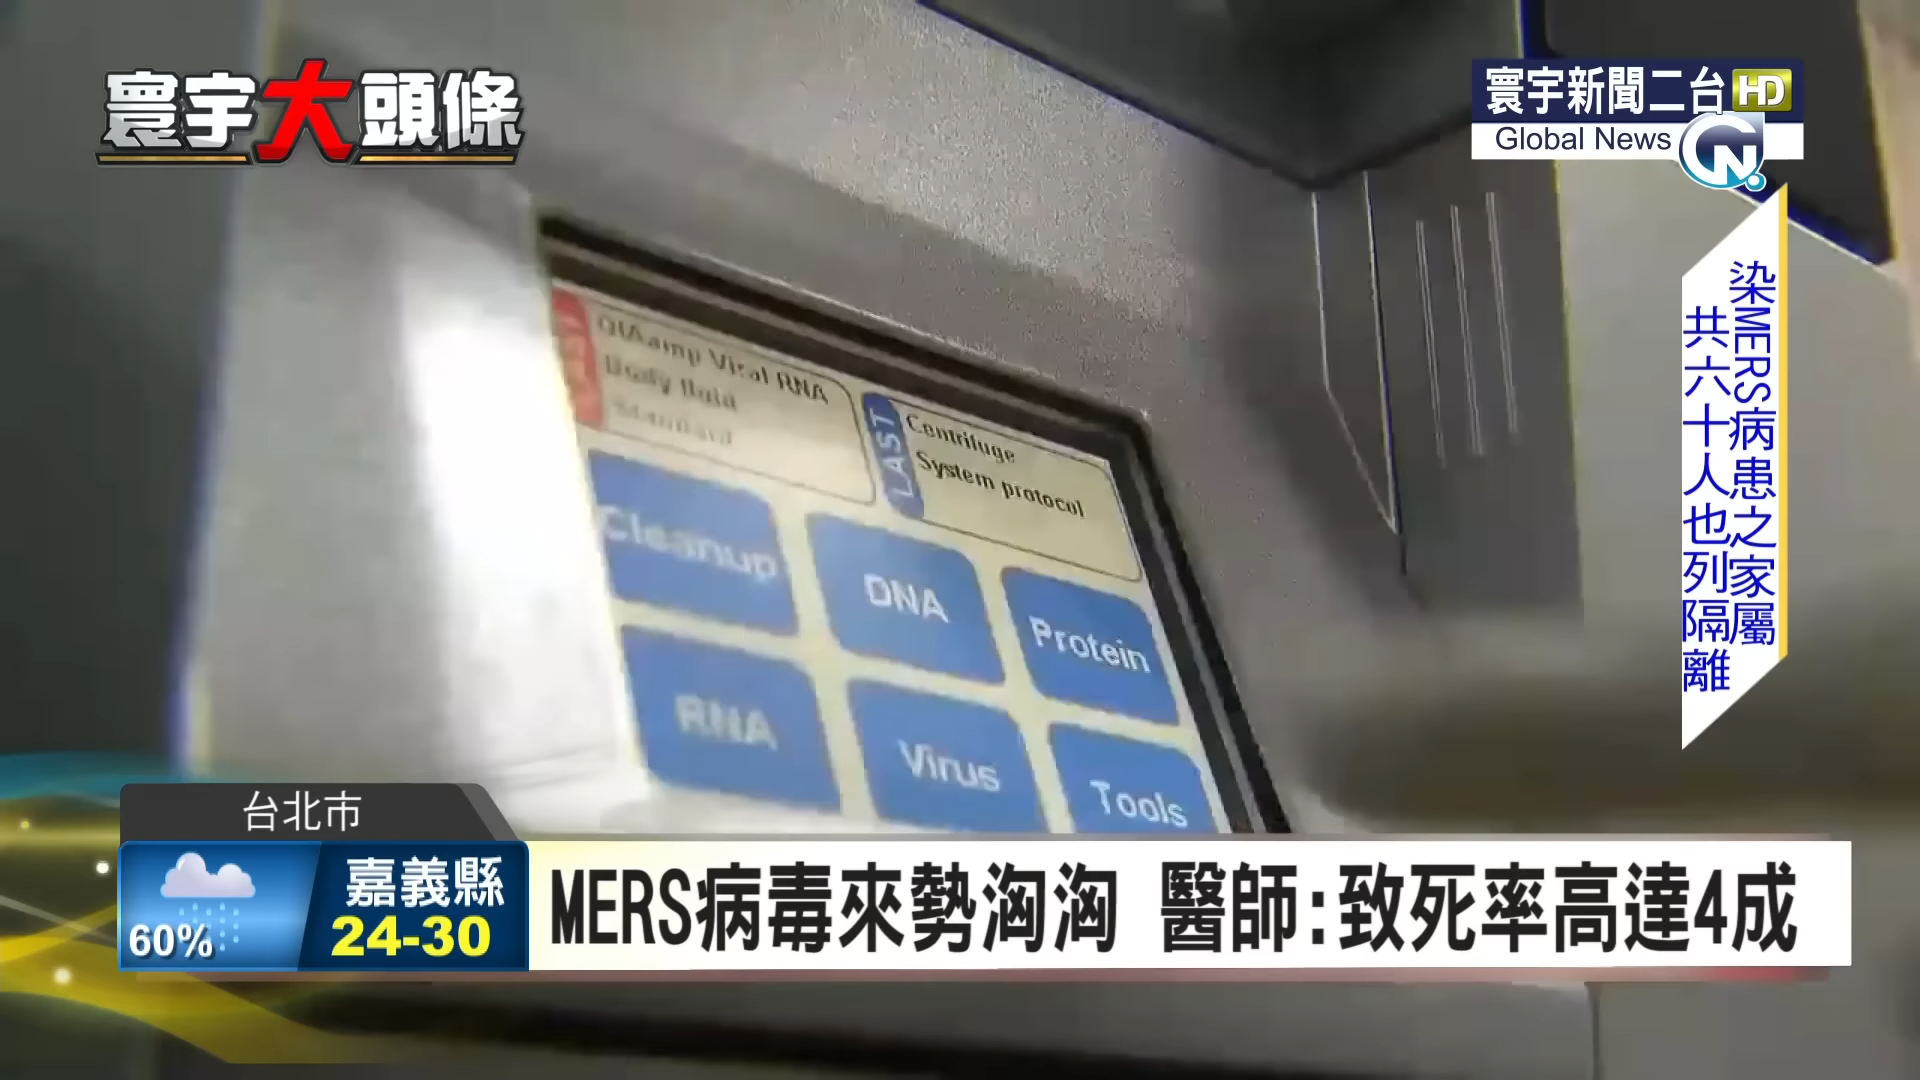 寰宇大頭條
寰宇新聞二台 HD
Global News
染MERS病患之家屬
共六十人也列隔離
QIAamp Viral RNA
Body fluid
Standard
LAST
Centrifuge
System protocol
Cleanup
DNA
Protein
RNA
Virus
Tools
台北市
嘉義縣
60%
24-30
MERS病毒來勢洶洶 醫師:致死率高達4成